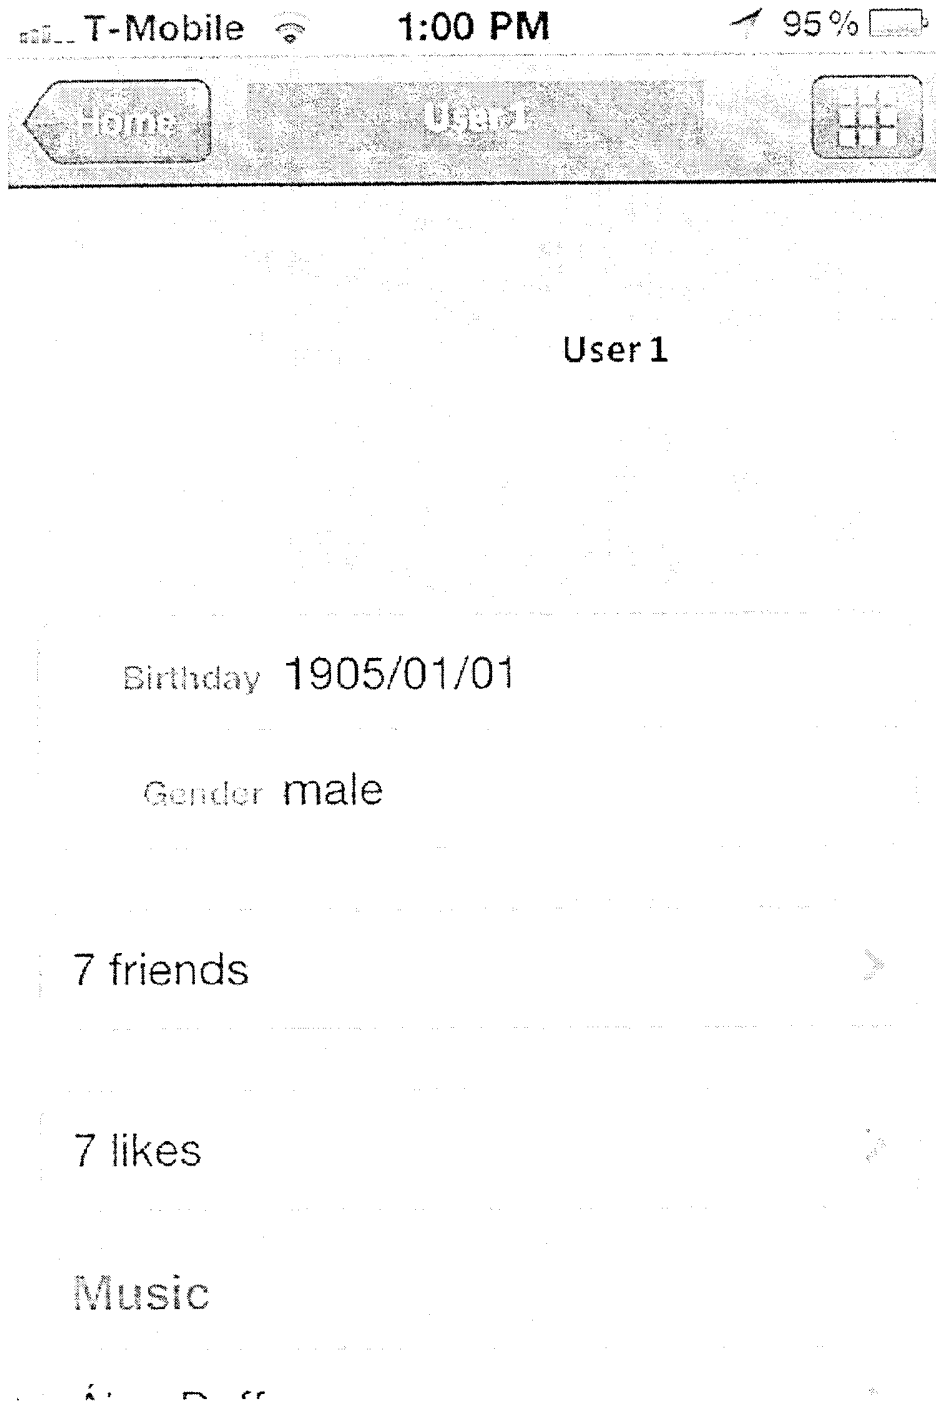 T-Mobile 1:00 PM 95%
Home User1
User 1
Birthday 1905/01/01
Gender male
7 friends
7 likes
Music